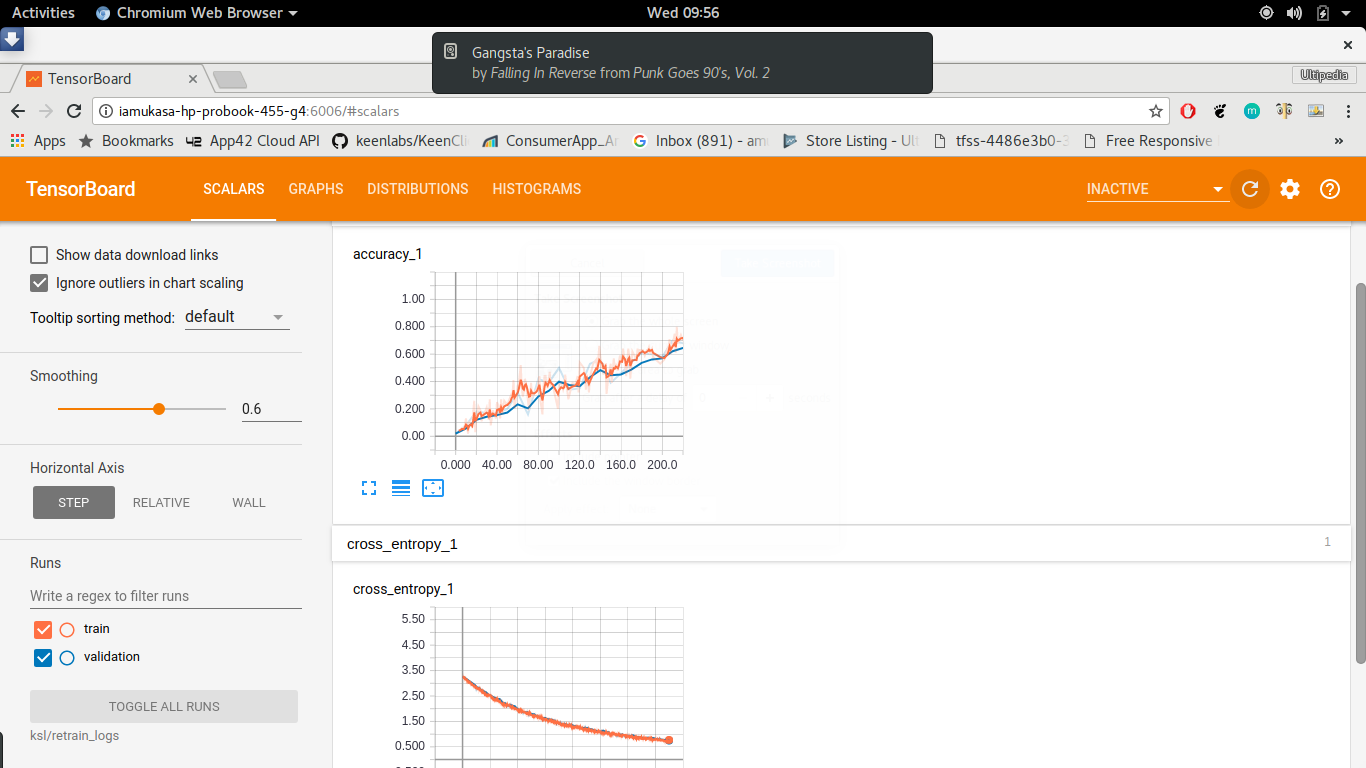 Activities Chromium Web Browser Wed 09:56
Gangsta's Paradise
by Falling In Reverse from Punk Goes 90's, Vol. 2
TensorBoard Ultipedia
iamukasa-hp-probook-455-g4:6006/#scalars
Apps Bookmarks App42 Cloud API keenlabs/KeenCli ConsumerApp_A Inbox (891) - am Store Listing - Ult tfss-4486e3b0-3 Free Responsive »
TensorBoard SCALARS GRAPHS DISTRIBUTIONS HISTOGRAMS INACTIVE
Show data download links
Ignore outliers in chart scaling
Tooltip sorting method: default
Smoothing
0.6
Horizontal Axis
STEP RELATIVE WALL
Runs
Write a regex to filter runs
train
validation
TOGGLE ALL RUNS
ksl/retrain_logs
accuracy_1
1.00
0.800
0.600
0.400
0.200
0.00
0.000 40.00 80.00 120.0 160.0 200.0
cross_entropy_1 1
cross_entropy_1
5.50
4.50
3.50
2.50
1.50
0.500